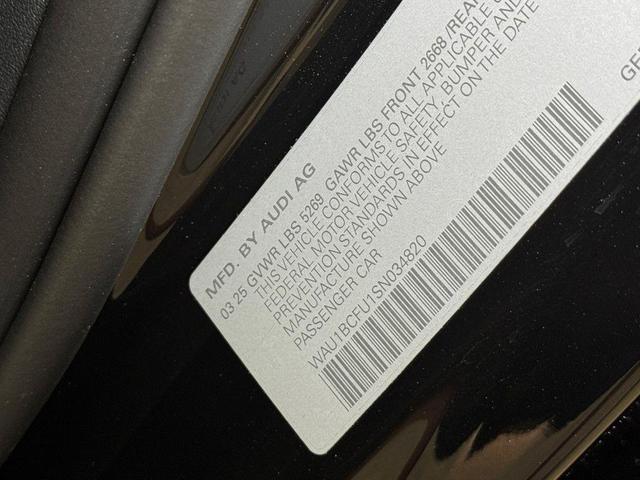 MFD. BY AUDI AG
03 25 GVWR LBS 5269 GAWR LBS FRONT 2668 /REAR
THIS VEHICLE CONFORMS TO ALL APPLICABLE
FEDERAL MOTOR VEHICLE SAFETY, BUMPER AND
PREVENTION STANDARDS IN EFFECT ON THE DATE
MANUFACTURE SHOWN ABOVE
PASSENGER CAR
WAU1BCFU1SN034820